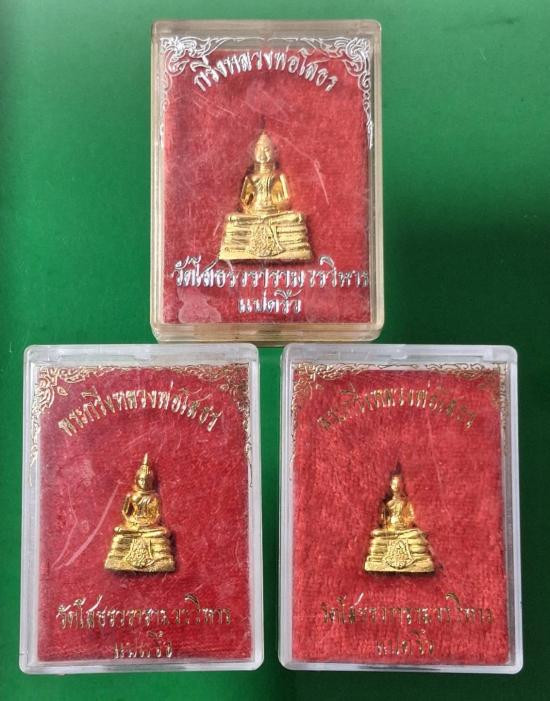 กริ่งหลวงพ่อโสธร
วัดโสธรวรารามวรวิหาร
แปดริ้ว
พระกริ่งหลวงพ่อโสธร
วัดโสธรวรารามวรวิหาร
แปดริ้ว
พระกริ่งหลวงพ่อโสธร
วัดโสธรวรารามวรวิหาร
แปดริ้ว